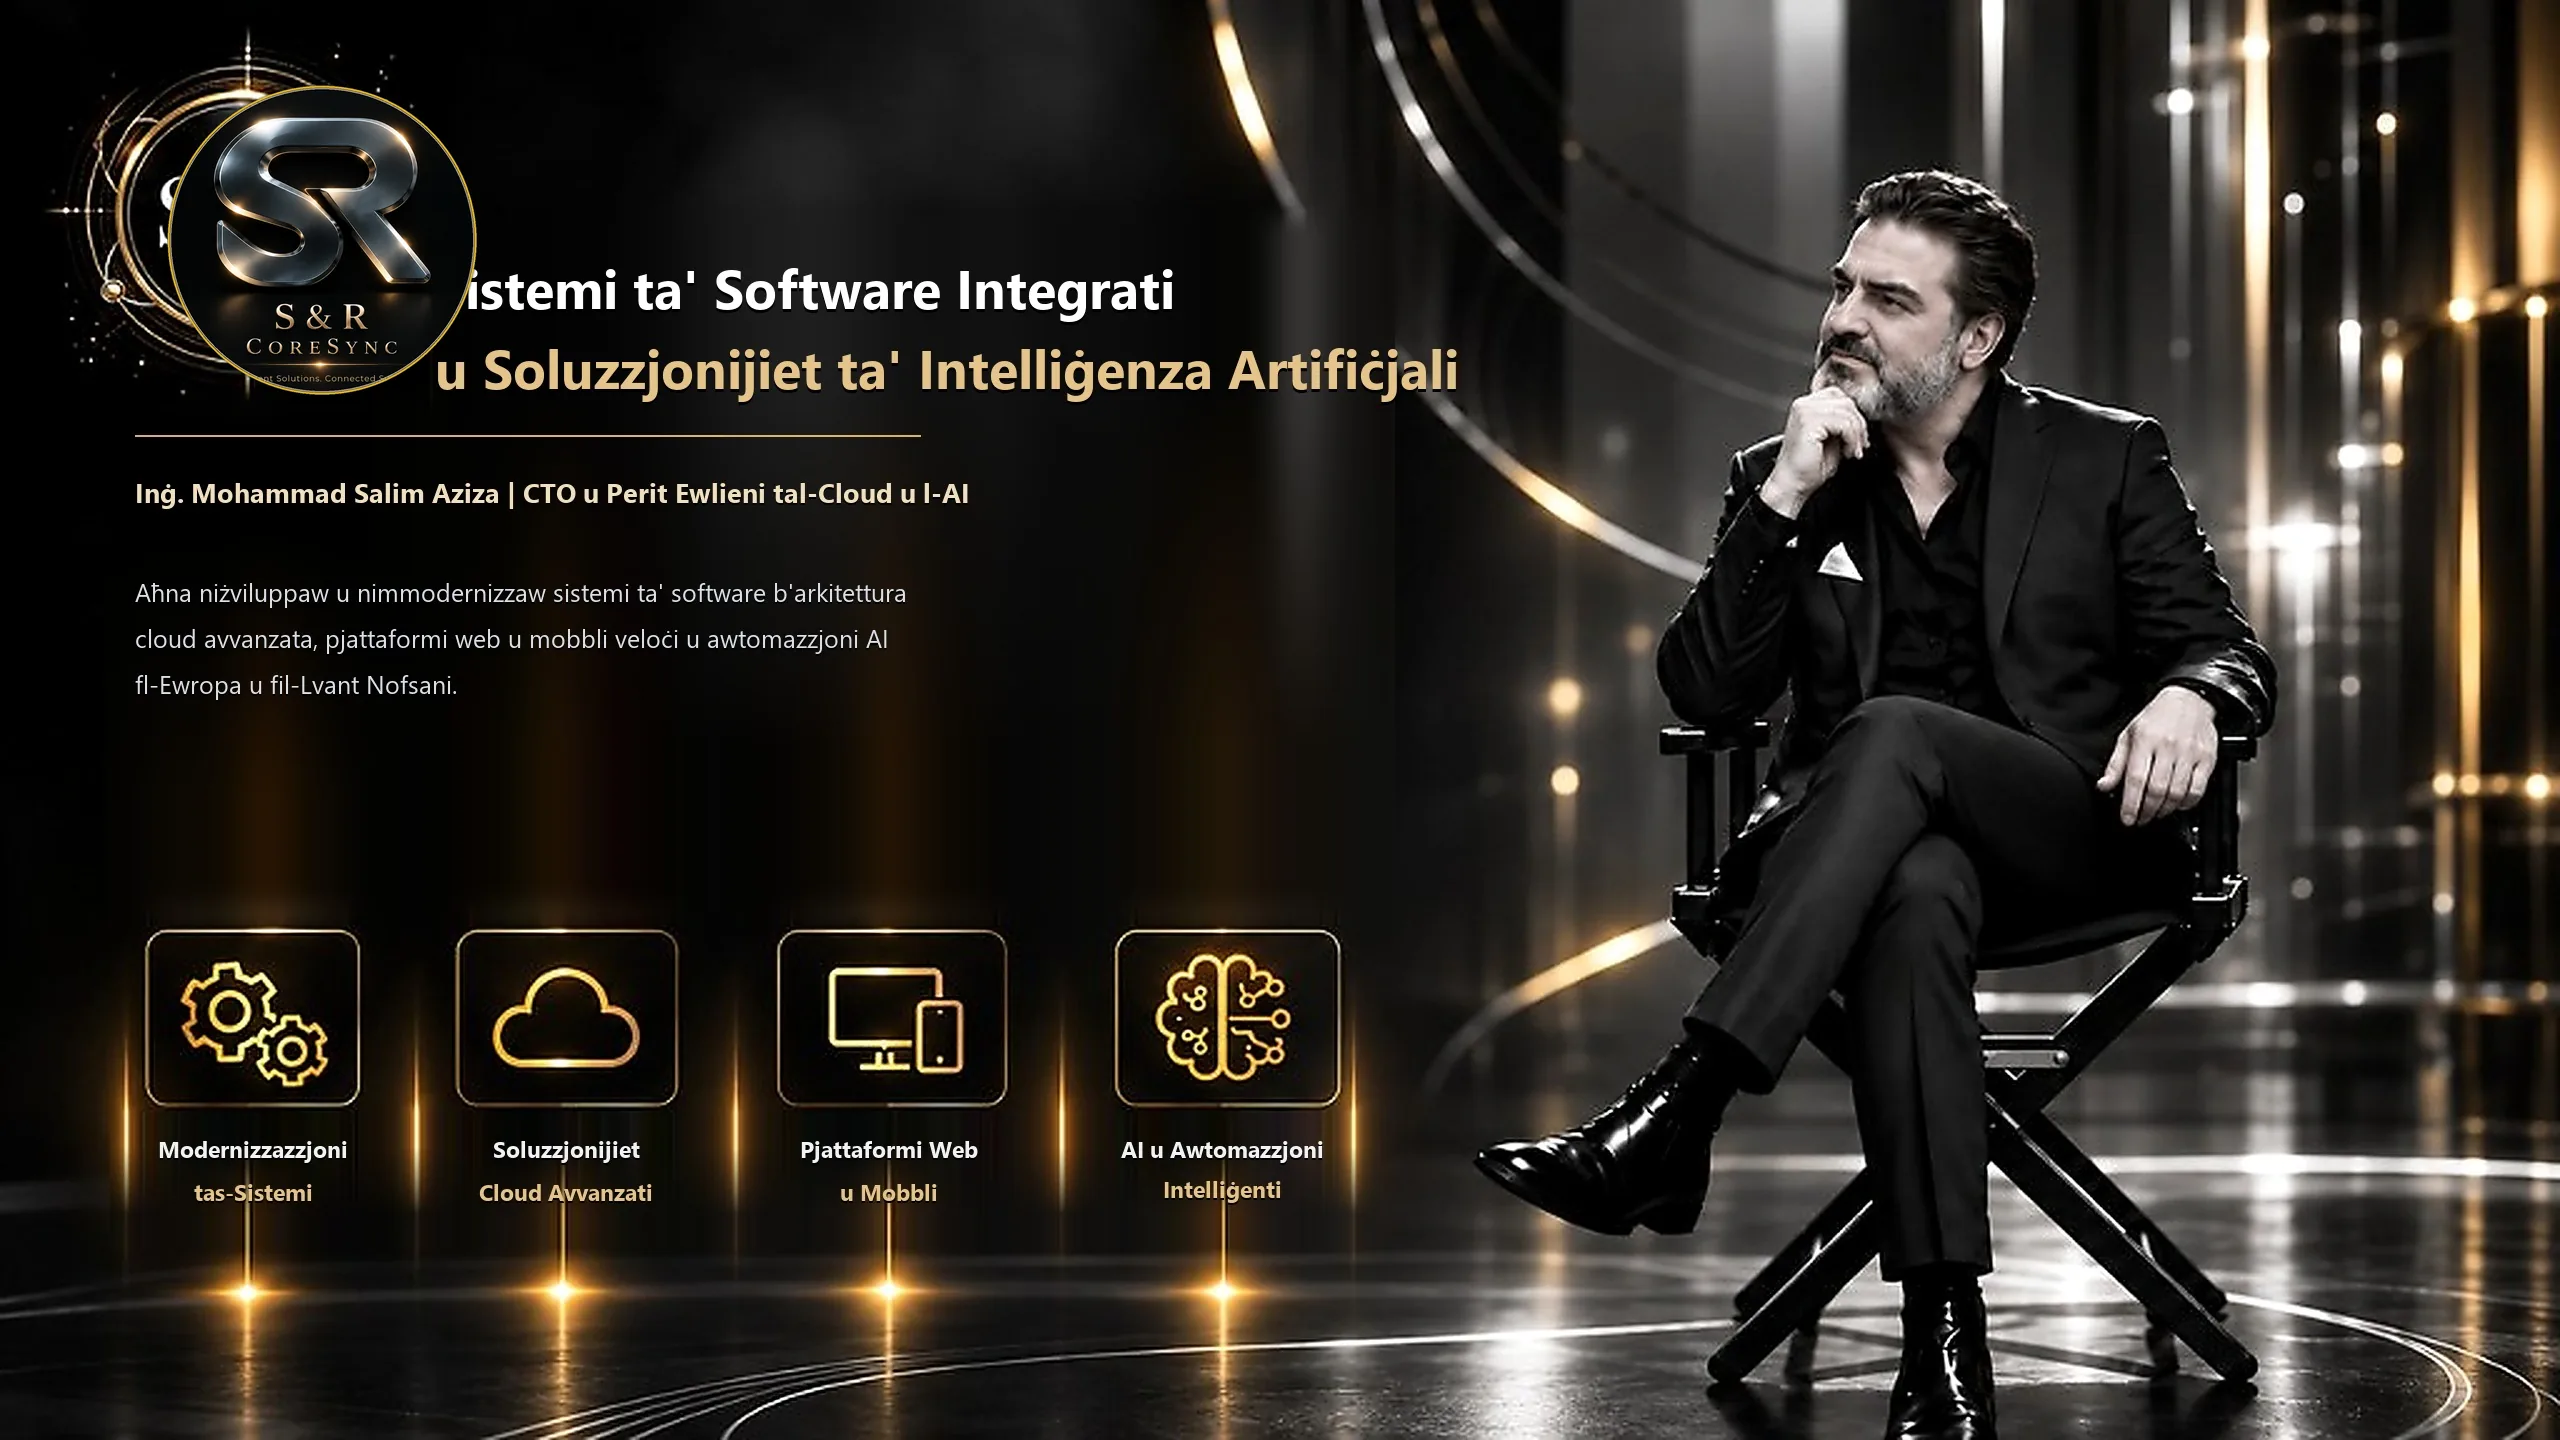 S & R
CORESYNC
Solutions. Connected
istemi ta' Software Integrati
u Soluzzjonijiet ta' Intelliġenza Artifiċjali
Inġ. Mohammad Salim Aziza | CTO u Perit Ewlieni tal-Cloud u l-AI
Aħna niżviluppaw u nimmodernizzaw sistemi ta' software b'arkitettura
cloud avvanzata, pjattaformi web u mobbli veloċi u awtomazzjoni AI
fl-Ewropa u fil-Lvant Nofsani.
Modernizzazzjoni
tas-Sistemi
Soluzzjonijiet
Cloud Avvanzati
Pjattaformi Web
u Mobbli
AI u Awtomazzjoni
Intelliġenti